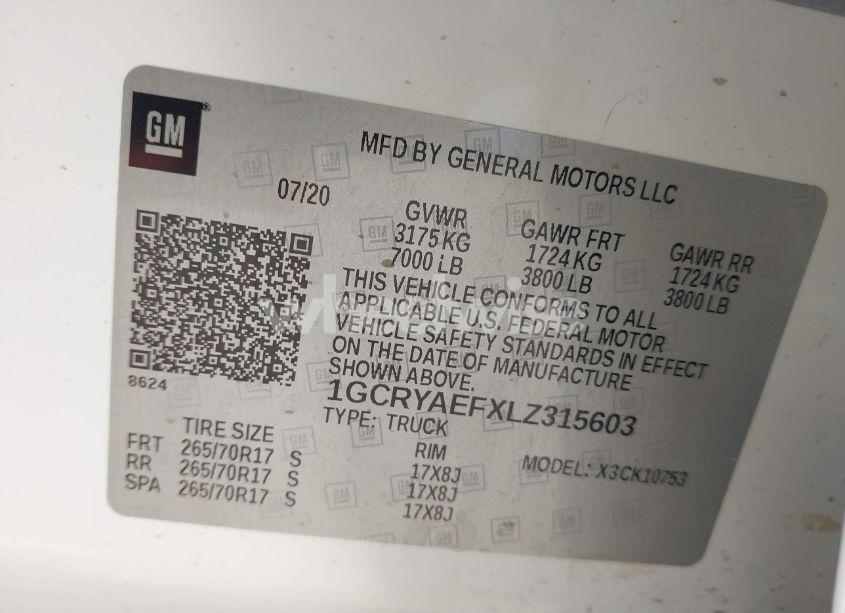 GM
MFD BY GENERAL MOTORS LLC
07/20
GVWR GAWR FRT GAWR RR
3175 KG 1724 KG 1724 KG
7000 LB 3800 LB 3800 LB
THIS VEHICLE CONFORMS TO ALL
APPLICABLE U.S. FEDERAL MOTOR
VEHICLE SAFETY STANDARDS IN EFFECT
ON THE DATE OF MANUFACTURE
SHOWN ABOVE.
8624
1GCRYAEFXLZ315603
TYPE: TRUCK
TIRE SIZE RIM MODEL: X3CK10753
FRT 265/70R17 S 17X8J
RR 265/70R17 S 17X8J
SPA 265/70R17 S 17X8J